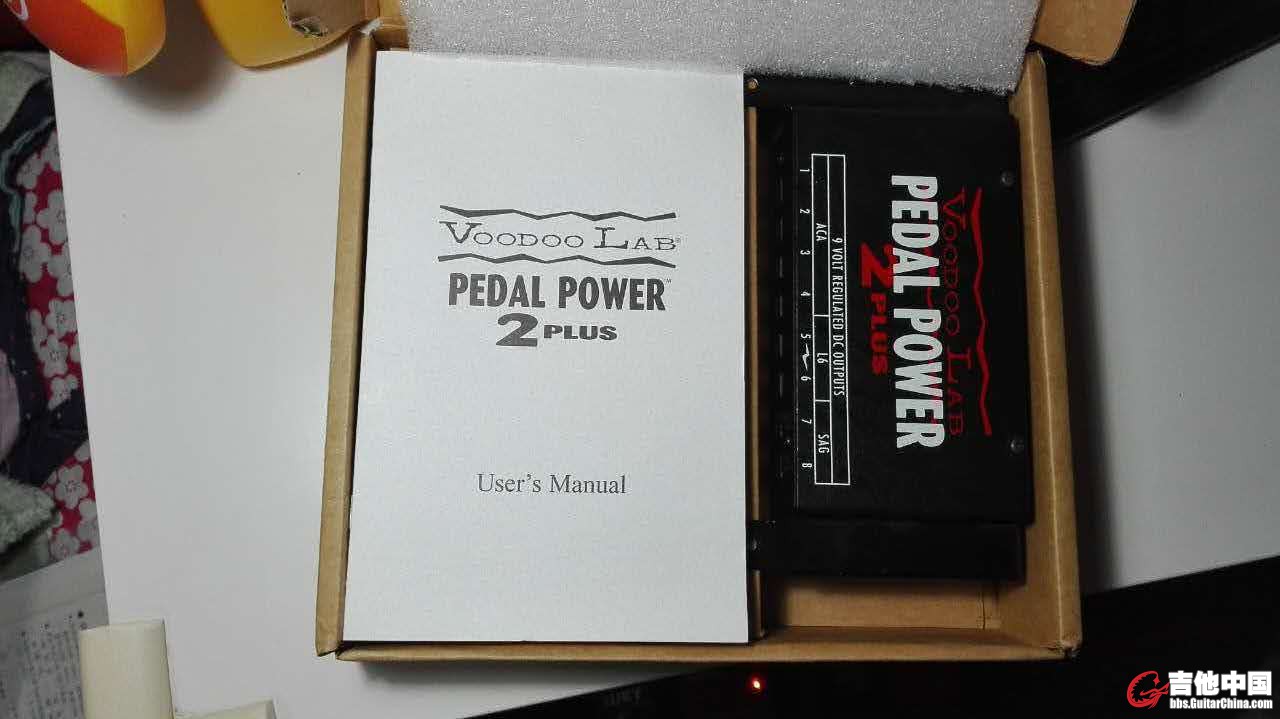 VOODOO LAB®
PEDAL POWER™
2 PLUS
User's Manual
VOODOO LAB
PEDAL POWER
2 PLUS
9 VOLT REGULATED DC OUTPUTS
ACA L6 SAG
1 2 3 4 5 6 7 8
吉他中国
bbs.GuitarChina.com